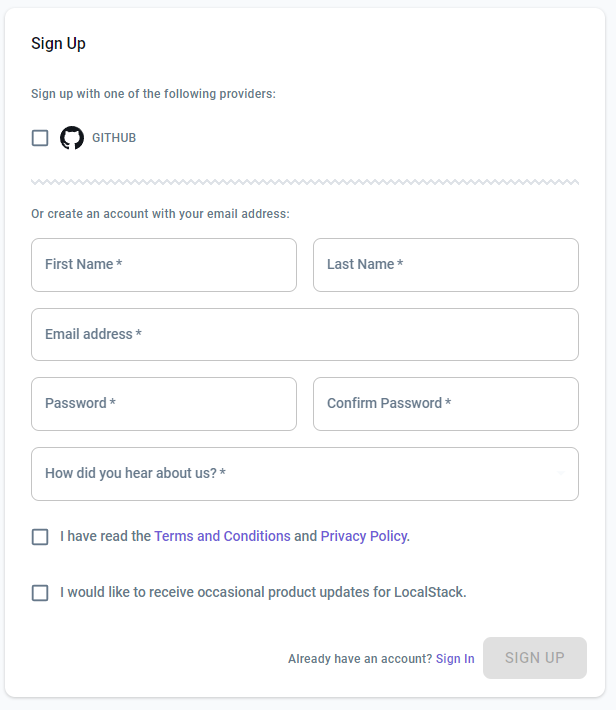 Sign Up
Sign up with one of the following providers:
GITHUB
Or create an account with your email address:
First Name *
Last Name *
Email address *
Password *
Confirm Password *
How did you hear about us? *
I have read the Terms and Conditions and Privacy Policy.
I would like to receive occasional product updates for LocalStack.
Already have an account? Sign In
SIGN UP